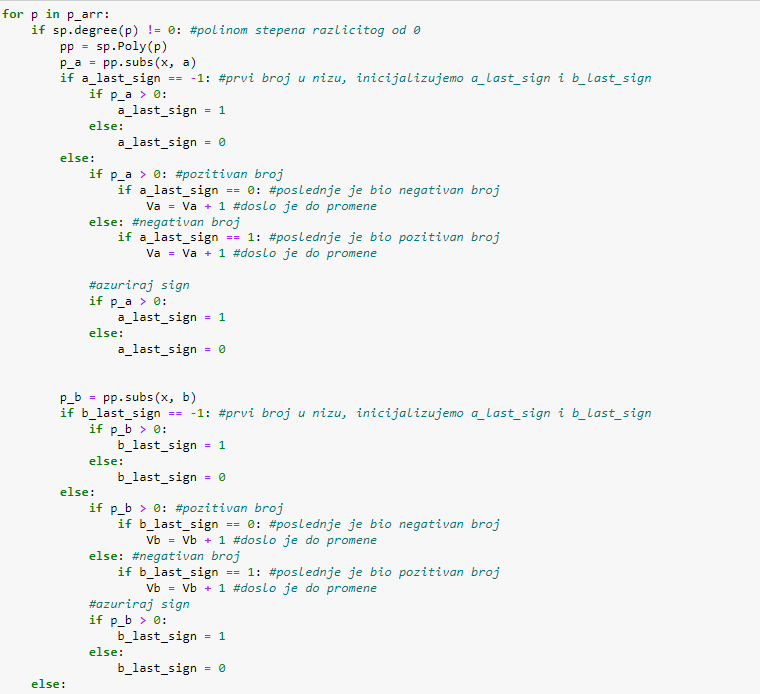 for p in p_arr:
    if sp.degree(p) != 0: #polinom stepena razlicitog od 0
        pp = sp.Poly(p)
        p_a = pp.subs(x, a)
        if a_last_sign == -1: #prvi broj u nizu, inicijalizujemo a_last_sign i b_last_sign
            if p_a > 0:
                a_last_sign = 1
            else:
                a_last_sign = 0
        else:
            if p_a > 0: #pozitivan broj
                if a_last_sign == 0: #poslednje je bio negativan broj
                    Va = Va + 1 #doslo je do promene
            else: #negativan broj
                if a_last_sign == 1: #poslednje je bio pozitivan broj
                    Va = Va + 1 #doslo je do promene

            #azuriraj sign
            if p_a > 0:
                a_last_sign = 1
            else:
                a_last_sign = 0


        p_b = pp.subs(x, b)
        if b_last_sign == -1: #prvi broj u nizu, inicijalizujemo a_last_sign i b_last_sign
            if p_b > 0:
                b_last_sign = 1
            else:
                b_last_sign = 0
        else:
            if p_b > 0: #pozitivan broj
                if b_last_sign == 0: #poslednje je bio negativan broj
                    Vb = Vb + 1 #doslo je do promene
            else: #negativan broj
                if b_last_sign == 1: #poslednje je bio pozitivan broj
                    Vb = Vb + 1 #doslo je do promene
            #azuriraj sign
            if p_b > 0:
                b_last_sign = 1
            else:
                b_last_sign = 0
    else: